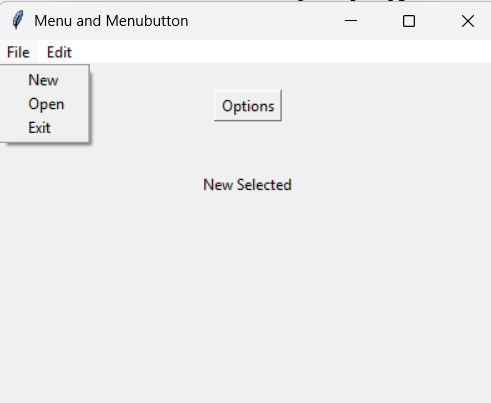 Menu and Menubutton
File Edit
New
Open
Exit
Options
New Selected